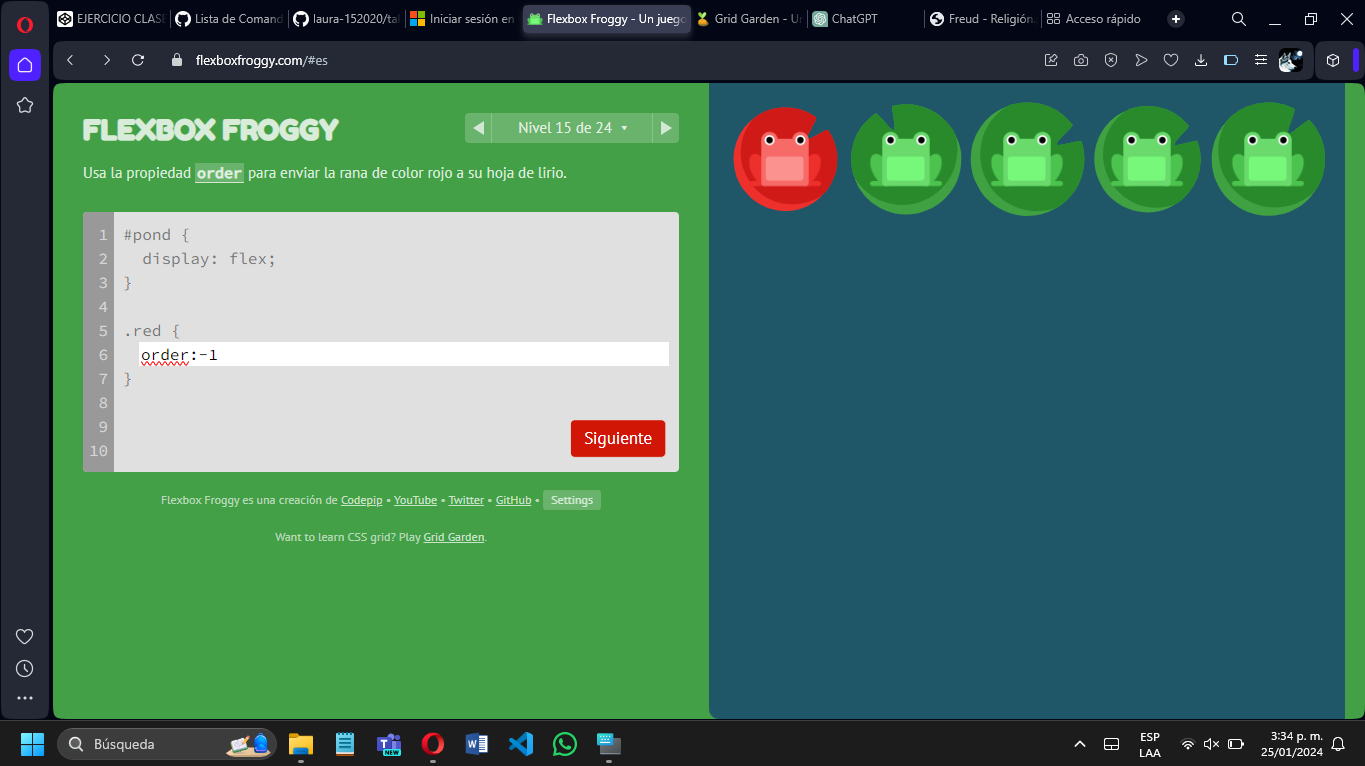 EJERCICIO CLASE
Lista de Comand
laura-152020/tal
Iniciar sesión en
Flexbox Froggy - Un juego
Grid Garden - Un
ChatGPT
Freud - Religión.
Acceso rápido
flexboxfroggy.com/#es
FLEXBOX FROGGY
Nivel 15 de 24
Usa la propiedad order para enviar la rana de color rojo a su hoja de lirio.
1 #pond {
2 display: flex;
3 }
4
5 .red {
6 order:-1
7 }
8
9
10
Siguiente
Flexbox Froggy es una creación de Codepip • YouTube • Twitter • GitHub • Settings
Want to learn CSS grid? Play Grid Garden.
Búsqueda
NEW
ESP
LAA
3:34 p. m.
25/01/2024